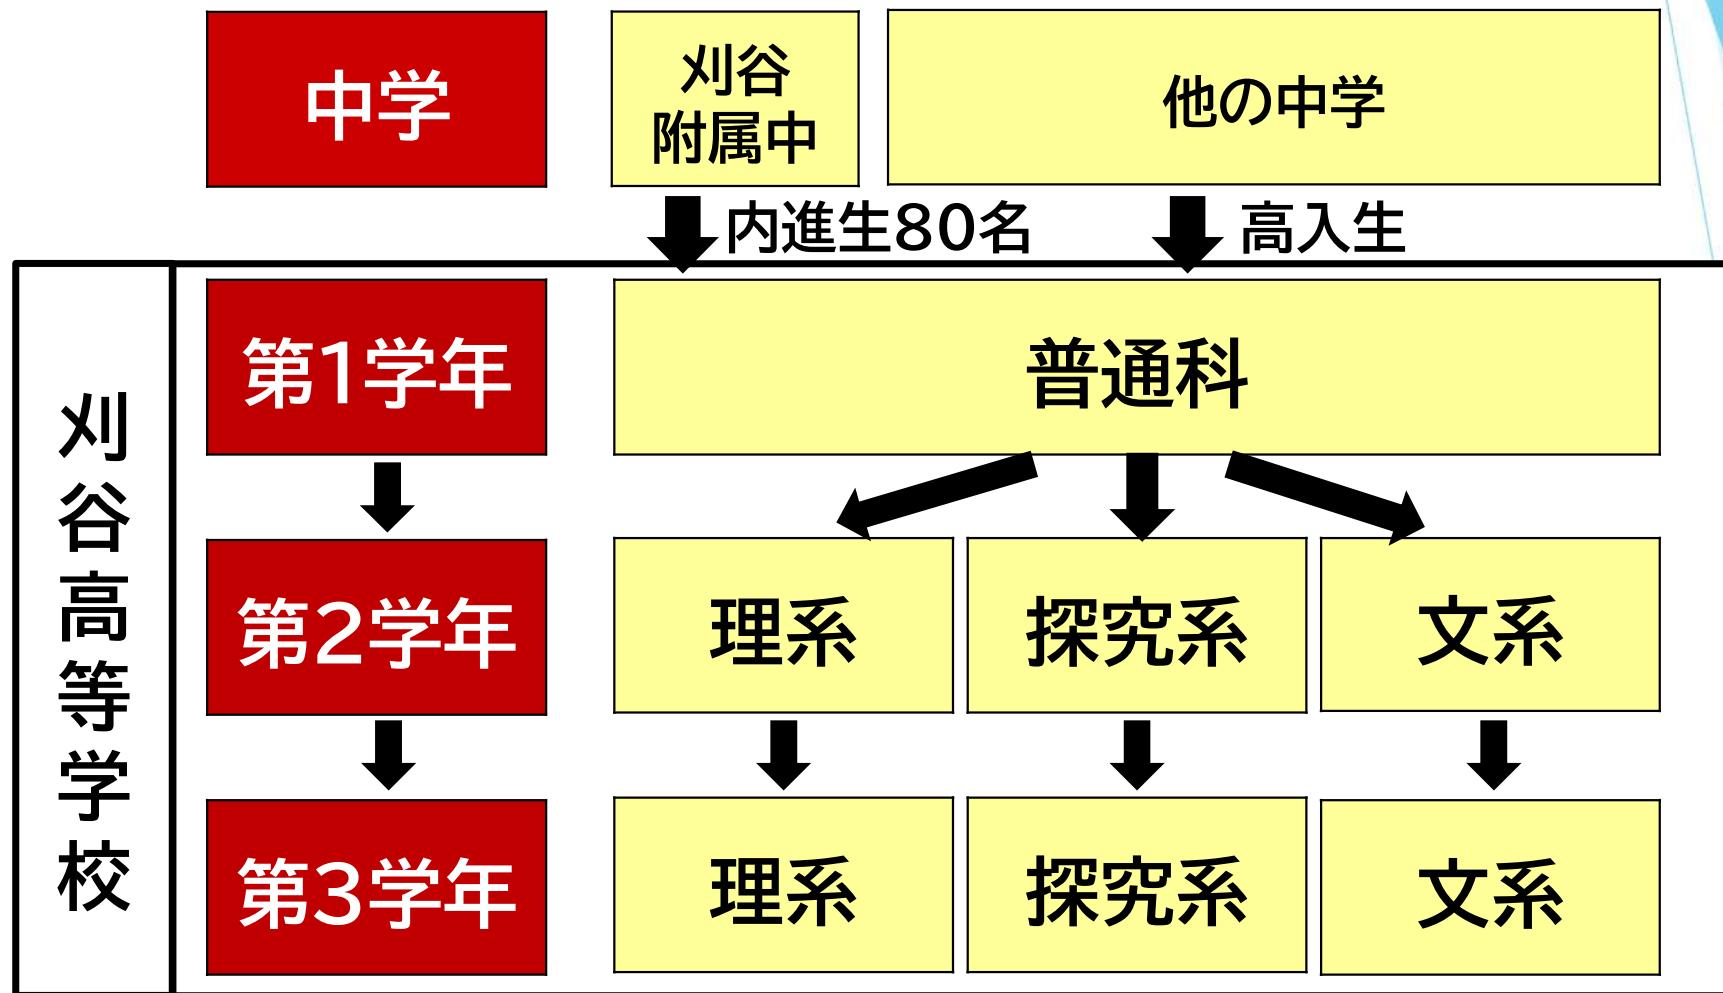 中学
刈谷
附属中
他の中学
内進生80名
高入生
刈谷高等学校
第1学年
普通科
第2学年
理系
探究系
文系
第3学年
理系
探究系
文系